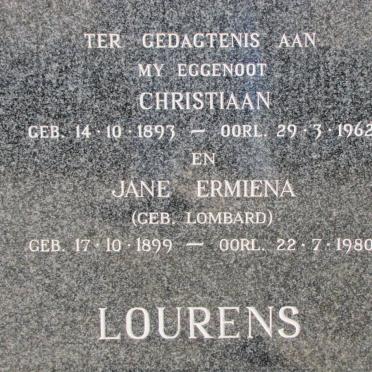 TER GEDAGTENIS AAN
MY EGGENOOT
CHRISTIAAN
GEB. 14·10·1893 — OORL. 29·3·1962
EN
JANE ERMIENA
(GEB. LOMBARD)
GEB. 17·10·1899 — OORL. 22·7·1980
LOURENS